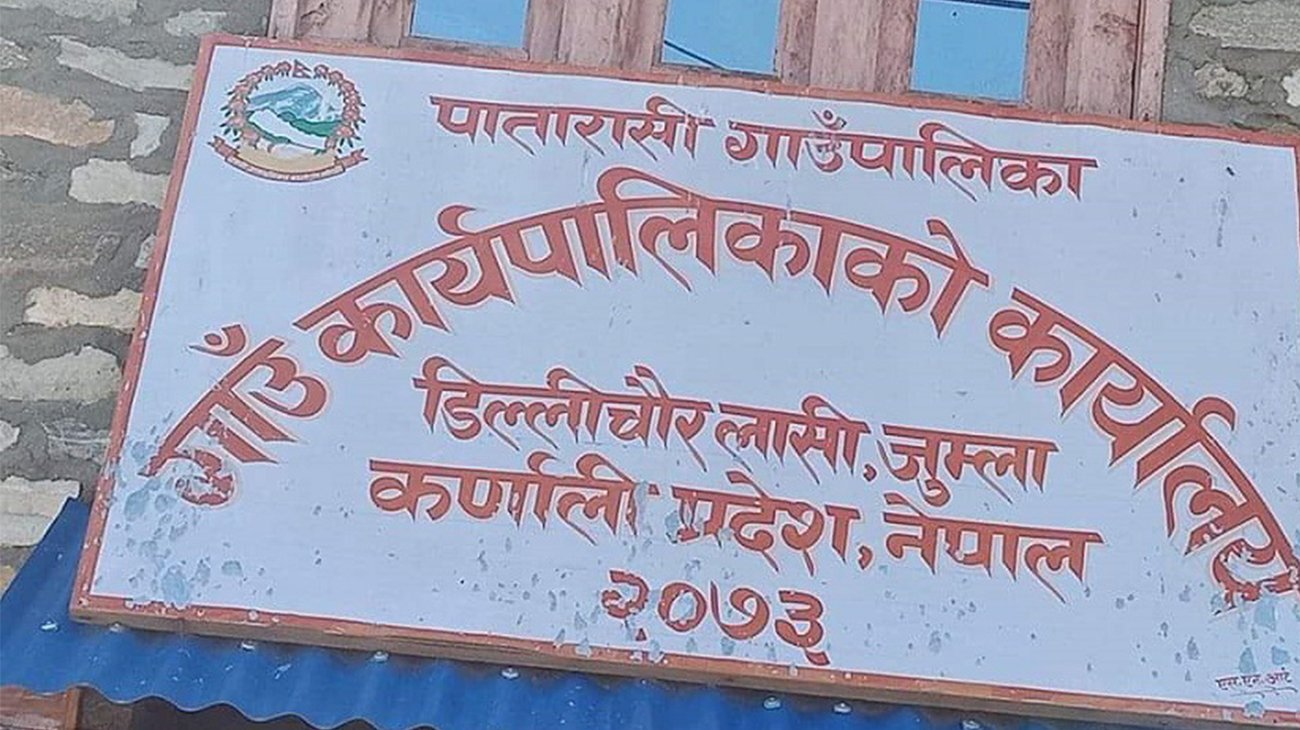 पातारासी गाउँपालिका
गाउँ कार्यपालिकाको कार्यालय
डिल्लीचौर लासी, जुम्ला
कर्णाली प्रदेश, नेपाल
२०७३